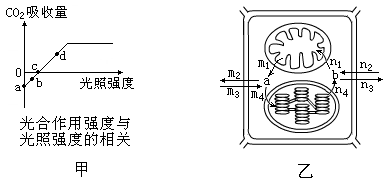 CO₂吸收量
0
a
b
c
d
光照强度
光合作用强度与
光照强度的相关
甲
m₁
n₁
m₂
a
b
n₂
m₃
m₄
n₄
n₃
乙